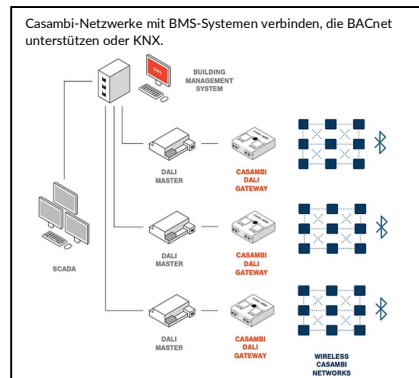 Casambi-Netzwerke mit BMS-Systemen verbinden, die BACnet
unterstützen oder KNX.
BMS
BUILDING
MANAGEMENT
SYSTEM
DALI
MASTER
CASAMBI
DALI
GATEWAY
SCADA
DALI
MASTER
CASAMBI
DALI
GATEWAY
DALI
MASTER
CASAMBI
DALI
GATEWAY
WIRELESS
CASAMBI
NETWORKS